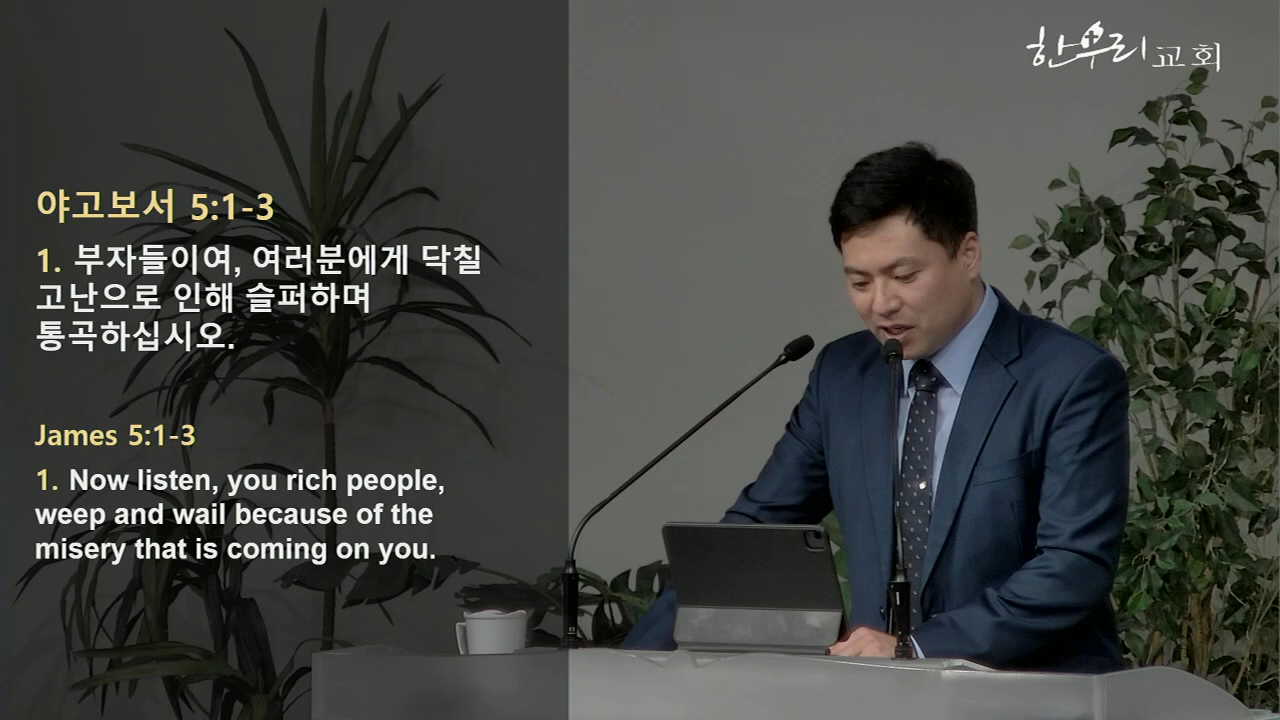 한우리교회
야고보서 5:1-3
1. 부자들이여, 여러분에게 닥칠
고난으로 인해 슬퍼하며
통곡하십시오.
James 5:1-3
1. Now listen, you rich people,
weep and wail because of the
misery that is coming on you.